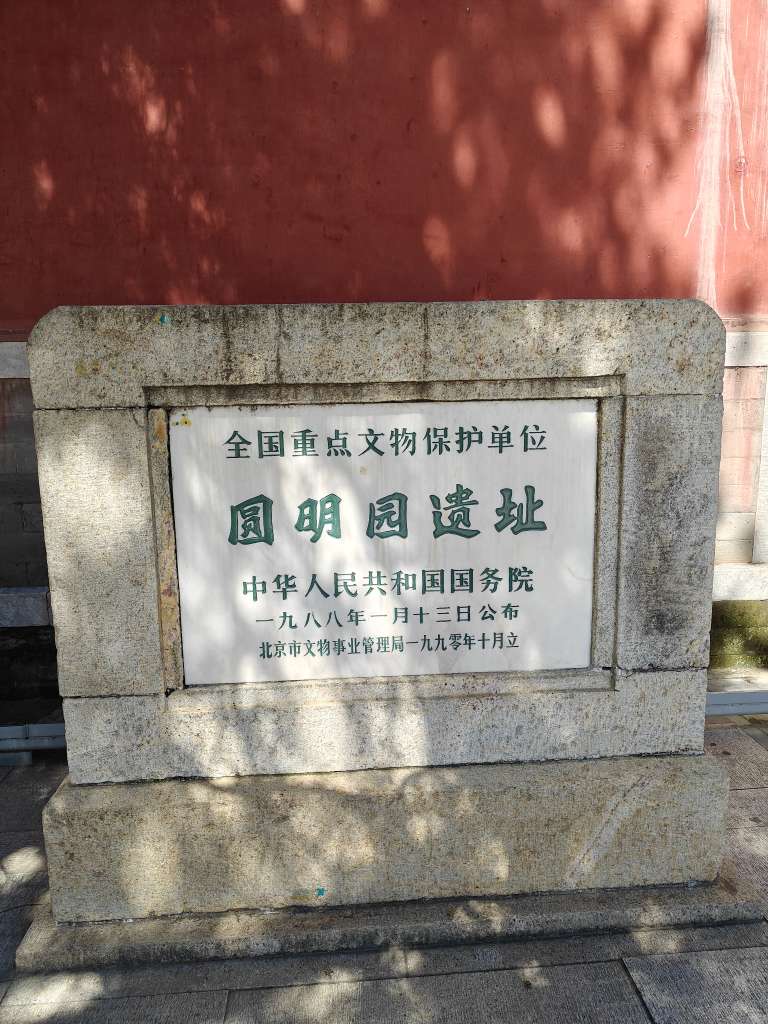 全国重点文物保护单位
圆明园遗址
中华人民共和国国务院
一九八八年一月十三日公布
北京市文物事业管理局一九九零年十月立